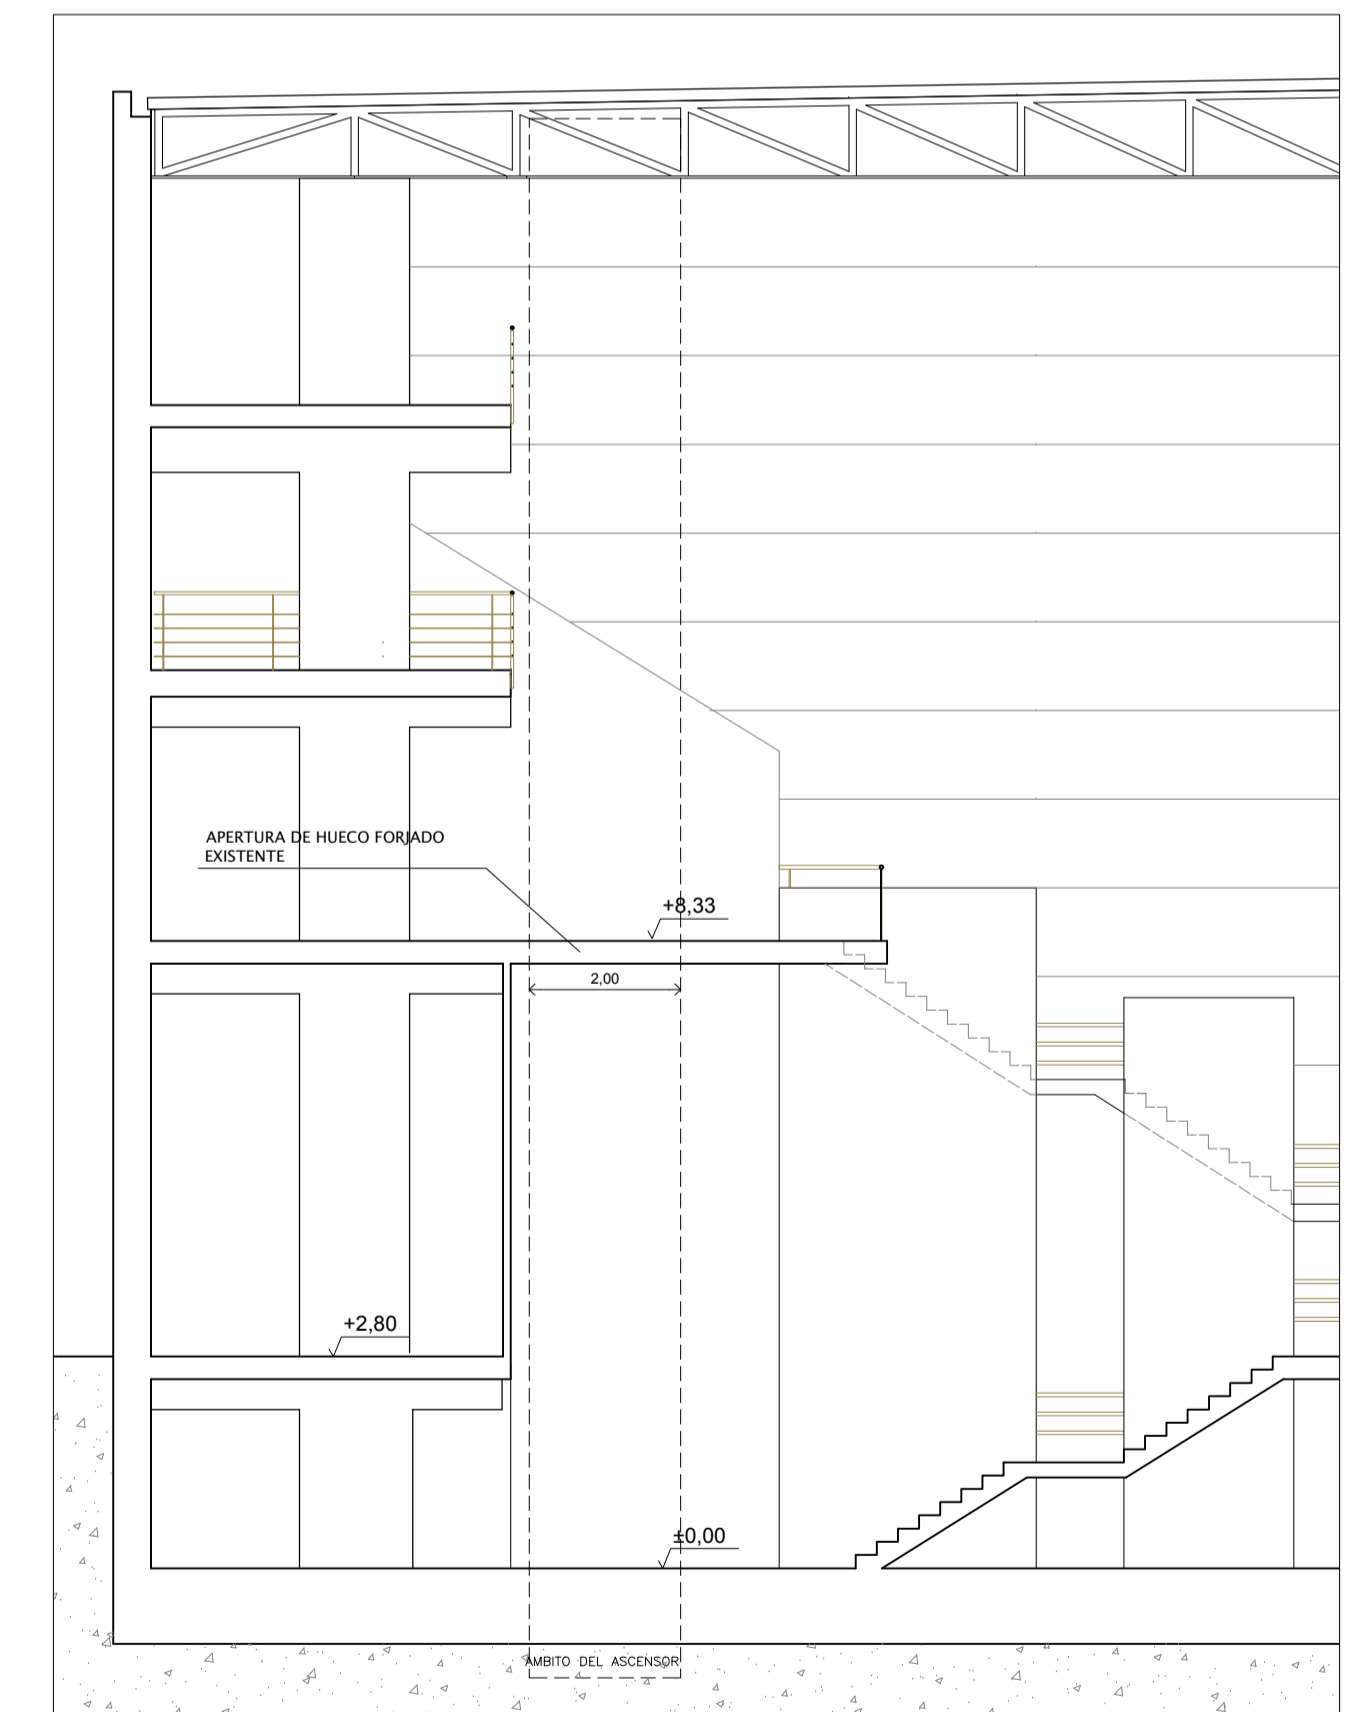 APERTURA DE HUECO FORJADO
EXISTENTE
+8,33
2,00
+2,80
±0,00
AMBITO DEL ASCENSOR